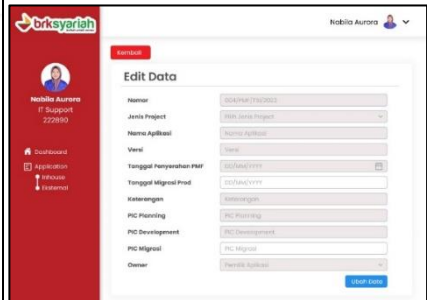 brksyariah
Nabila Aurora
Kembali
Edit Data
Nabila Aurora
IT Support
222890
Dashboard
Application
Inhouse
Eksternal
Nomor
004/PMP/TSI/2023
Jenis Project
Pilih Jenis Project
Nama Aplikasi
Nama Aplikasi
Versi
Versi
Tanggal Penyerahan PMP
DD/MM/YYYY
Tanggal Migrasi Prod
DD/MM/YYYY
Keterangan
Keterangan
PIC Planning
PIC Planning
PIC Development
PIC Development
PIC Migrasi
PIC Migrasi
Owner
Pemilik Aplikasi
Ubah Data